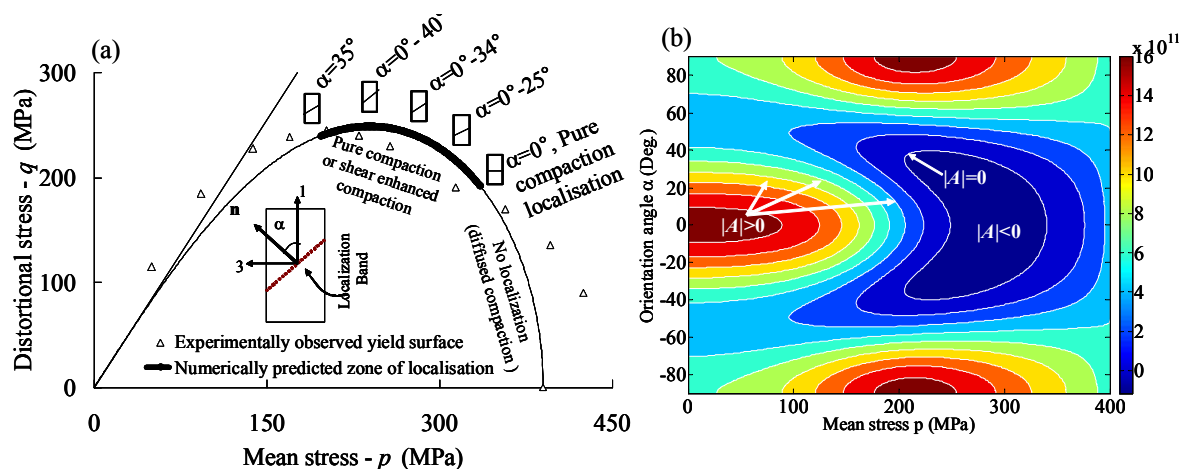 (a)
α=35°
α=0°- 40°
α=0°-34°
α=0°-25°
α=0°, Pure
compaction
localisation
Distortional stress - q (MPa)
300
200
100
0
Pure compaction
or shear enhanced
compaction
n
1
α
3
Localization
Band
No localization
(diffused compaction)
Experimentally observed yield surface
Numerically predicted zone of localisation
0
150
300
450
Mean stress - p (MPa)
(b)
x 10¹¹
Orientation angle α (Deg.)
80
60
40
20
0
-20
-40
-60
-80
|A|=0
|A|>0
|A|<0
0
100
200
300
400
Mean stress p (MPa)
16
14
12
10
8
6
4
2
0